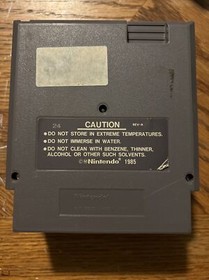 CAUTION
• DO NOT STORE IN EXTREME TEMPERATURES.
• DO NOT IMMERSE IN WATER.
• DO NOT CLEAN WITH BENZENE, THINNER,
ALCOHOL OR OTHER SUCH SOLVENTS.
©®Nintendo® 1985